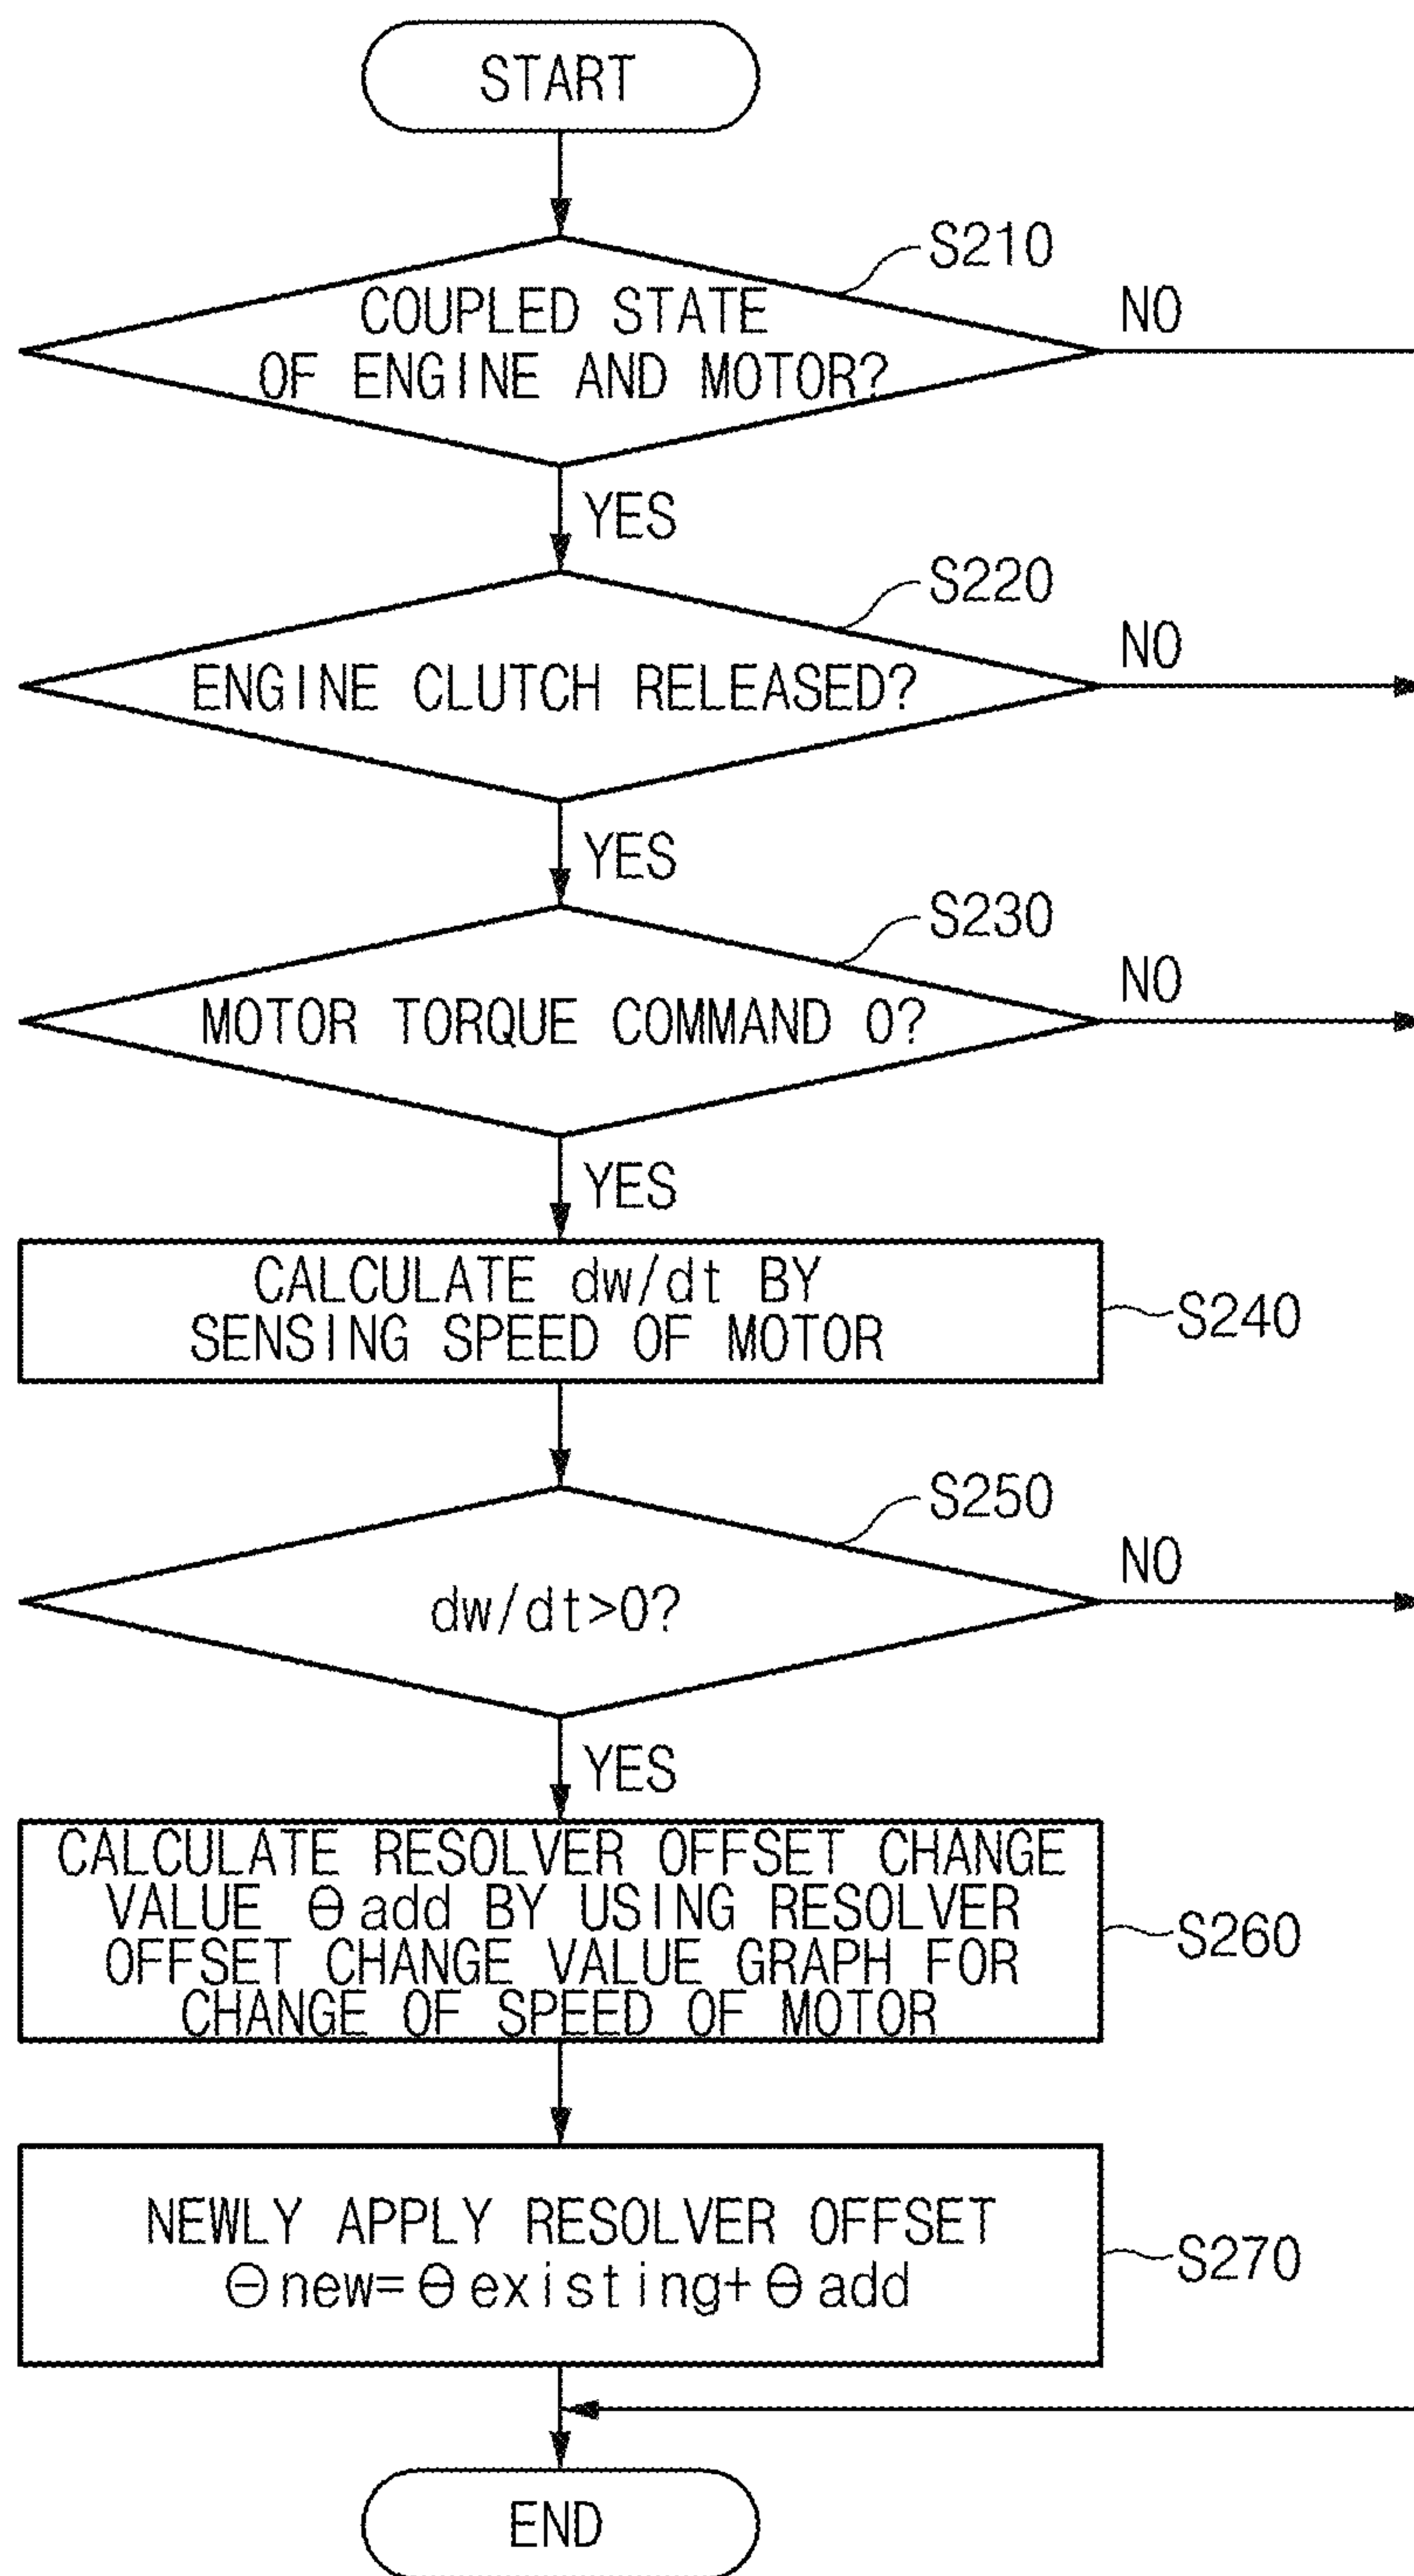 START
S210
COUPLED STATE
OF ENGINE AND MOTOR?
NO
YES
S220
ENGINE CLUTCH RELEASED?
NO
YES
S230
MOTOR TORQUE COMMAND 0?
NO
YES
CALCULATE dw/dt BY
SENSING SPEED OF MOTOR
S240
S250
dw/dt>0?
NO
YES
CALCULATE RESOLVER OFFSET CHANGE
VALUE θadd BY USING RESOLVER
OFFSET CHANGE VALUE GRAPH FOR
CHANGE OF SPEED OF MOTOR
S260
NEWLY APPLY RESOLVER OFFSET
θnew=θexisting+θadd
S270
END